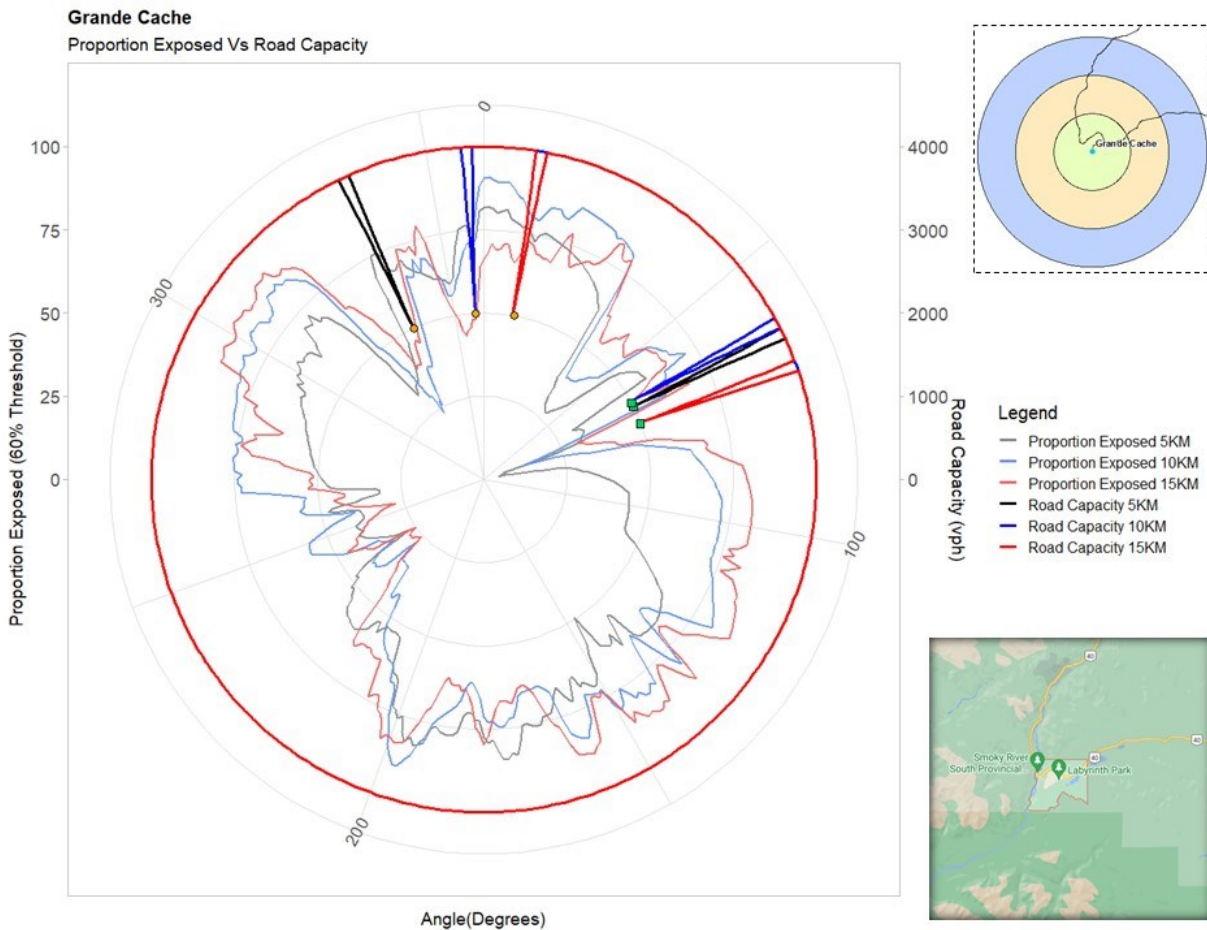 Grande Cache
Proportion Exposed Vs Road Capacity
0
100
75
50
25
0
4000
3000
2000
1000
0
300
100
200
Proportion Exposed (60% Threshold)
Road Capacity (vph)
Angle(Degrees)
Grande Cache
Legend
Proportion Exposed 5KM
Proportion Exposed 10KM
Proportion Exposed 15KM
Road Capacity 5KM
Road Capacity 10KM
Road Capacity 15KM
40
40
40
Smoky River
South Provincial
Labyrinth Park